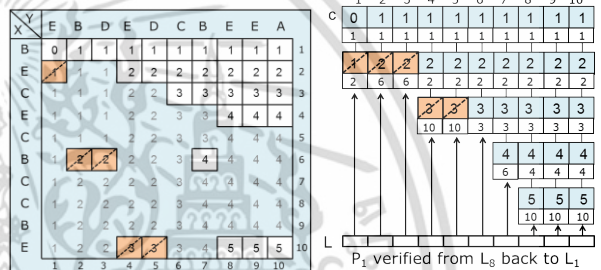 Y
X E B D E D C B E E A
B 0 1 1 1 1 1 1 1 1 1 1
E 1 1 1 2 2 2 2 2 2 2 2
C 1 1 1 2 2 3 3 3 3 3 3
E 1 1 1 2 2 3 3 4 4 4 4
C 1 1 1 2 2 3 3 4 4 4 5
B 1 2 2 2 2 3 4 4 4 4 6
C 1 2 2 2 2 3 4 4 4 4 7
C 1 2 2 2 2 3 4 4 4 4 8
B 1 2 2 2 2 3 4 4 4 4 9
E 1 2 2 3 3 3 4 5 5 5 10
1 2 3 4 5 6 7 8 9 10
1 2 3 4 5 6 7 8 9 10
C 0 1 1 1 1 1 1 1 1 1
1 1 1 1 1 1 1 1 1
1 2 2 2 2 2 2 2 2 2
2 6 6 2 2 2 2 2 2 2
3 3 3 3 3 3 3
10 10 3 3 3 3 3
4 4 4 4
6 4 4 4
5 5 5
10 10 10
L
P1 verified from L8 back to L1